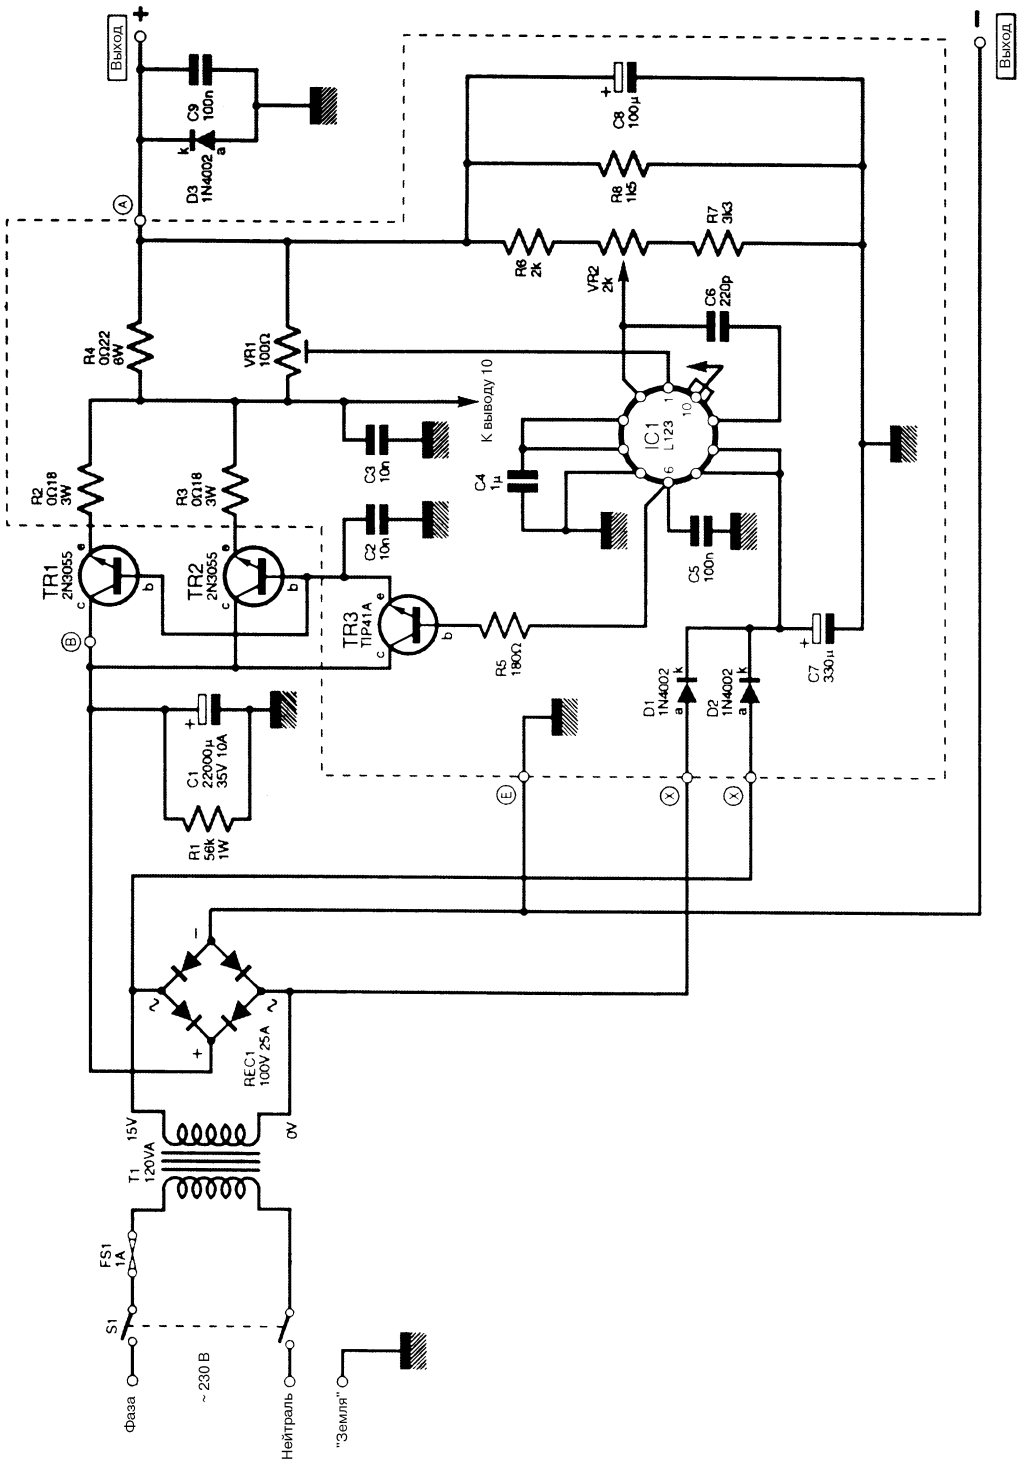 Фаза
~ 230 В
Нейтраль
"Земля"
S1
FS1
1A
T1
120VA
15V
0V
REC1
100V 25A
+
−
~
~
R1
56k
1W
C1
22000µ
35V 10A
+
B
TR1
2N3055
c
b
e
TR2
2N3055
c
b
e
TR3
TIP41A
c
b
e
R2
0Ω18
3W
R3
0Ω18
3W
R4
0Ω22
6W
VR1
100Ω
C2
10n
C3
10n
К выводу 10
A
D3
1N4002
k
a
C9
100n
+
Выход
−
Выход
E
X
X
D1
1N4002
a
k
D2
1N4002
a
k
R5
180Ω
C7
330µ
+
C5
100n
C4
1µ
IC1
L123
6
1
10
C6
220p
R6
2k
VR2
2k
R7
3k3
R8
1k5
C8
100µ
+